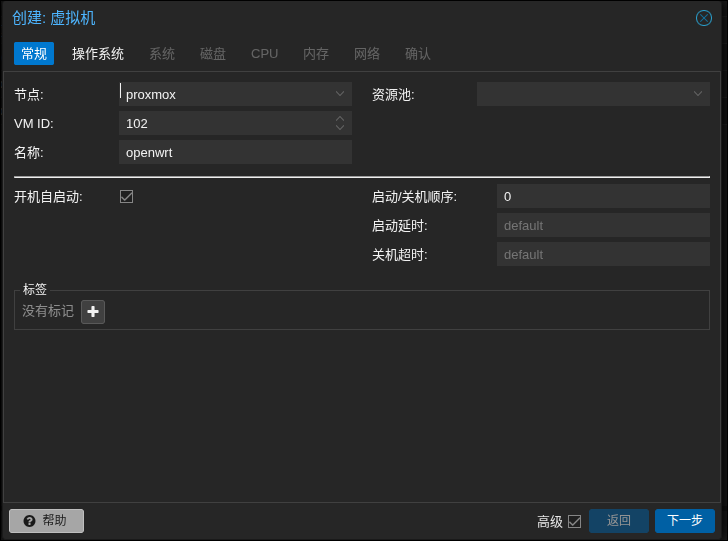 创建: 虚拟机
常规 操作系统 系统 磁盘 CPU 内存 网络 确认
节点: proxmox 资源池:
VM ID: 102
名称: openwrt
开机自启动: 启动/关机顺序: 0
启动延时: default
关机超时: default
标签
没有标记
帮助 高级 返回 下一步